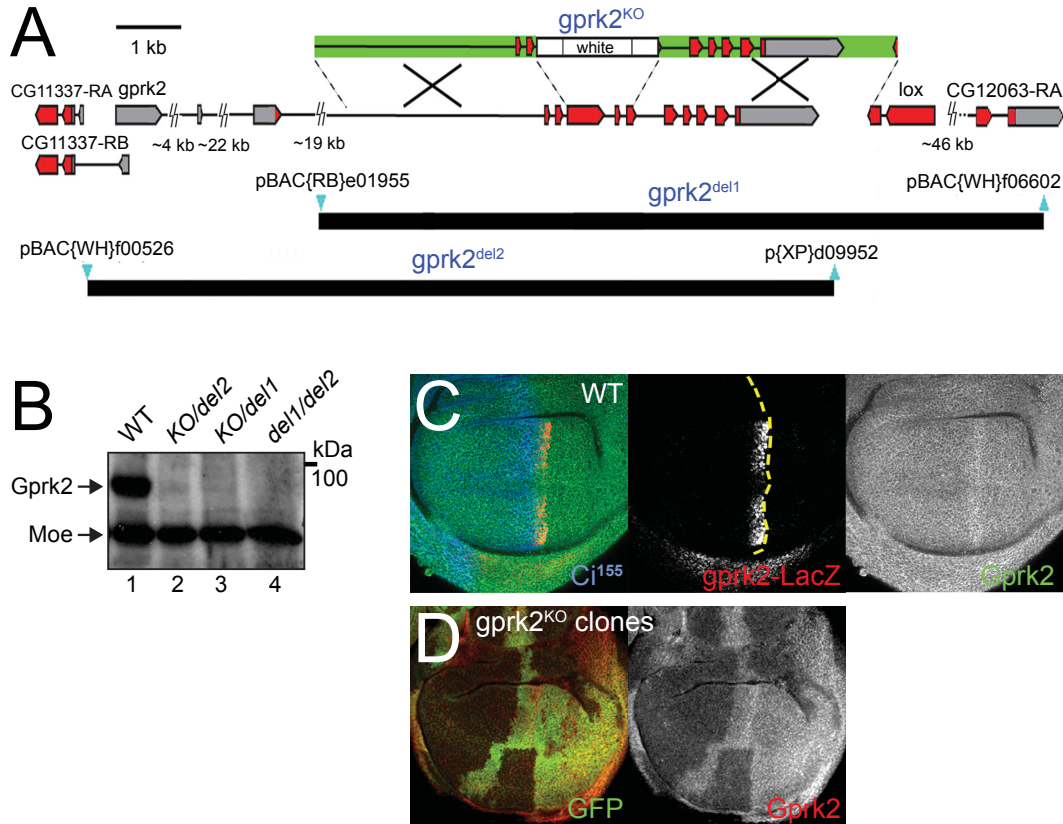 A
1 kb
gprk2KO
white
CG11337-RA
gprk2
lox
CG12063-RA
~4 kb
~22 kb
~19 kb
~46 kb
CG11337-RB
pBAC{RB}e01955
gprk2del1
pBAC{WH}f06602
pBAC{WH}f00526
gprk2del2
p{XP}d09952
B
WT
KO/del2
KO/del1
del1/del2
kDa
100
Gprk2
Moe
1 2 3 4
C
WT
Ci155
gprk2-LacZ
Gprk2
D
gprk2KO clones
GFP
Gprk2